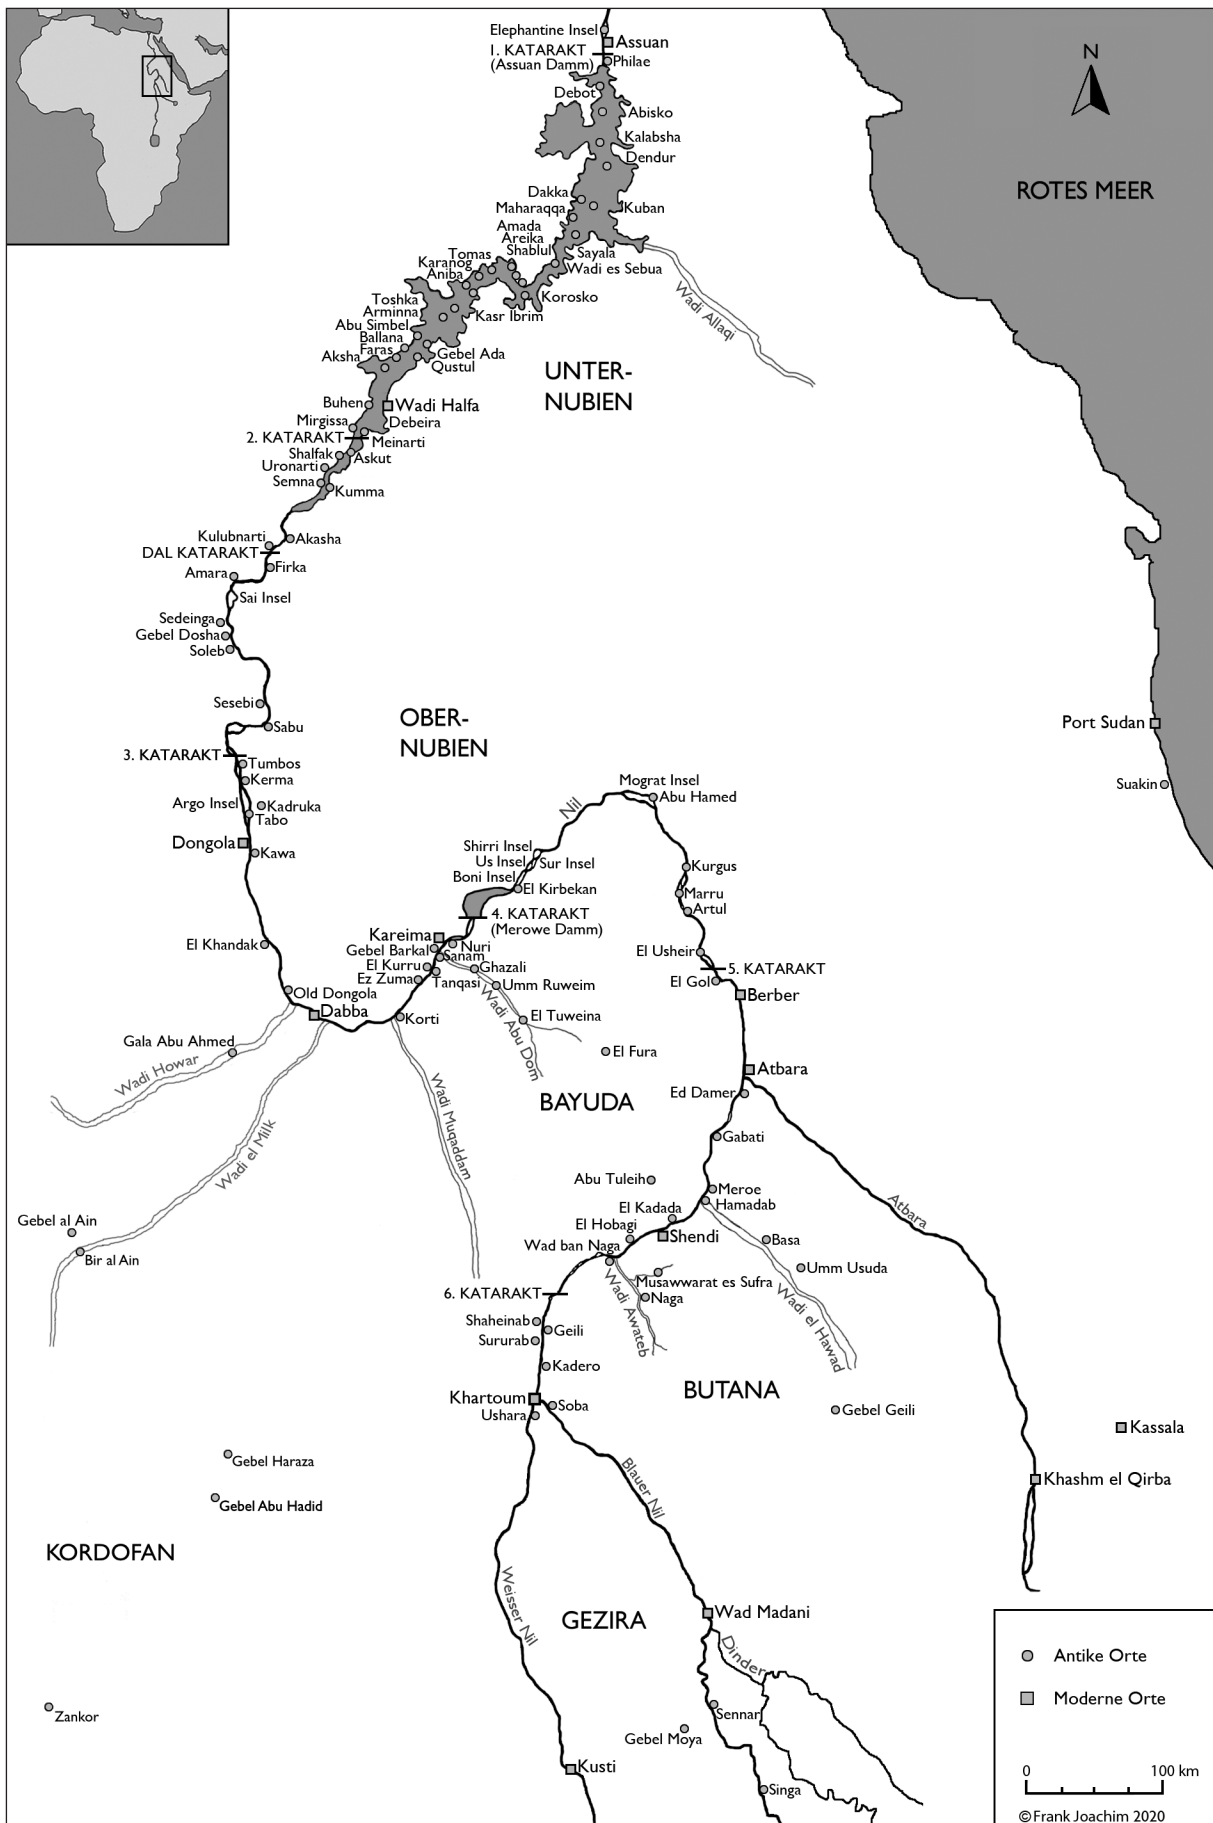 Elephantine Insel
Assuan
1. KATARAKT
(Assuan Damm)
Philae
N
Debot
Abisko
Kalabsha
Dendur
ROTES MEER
Dakka
Maharaqqa
Kuban
Amada
Areika
Shablul
Sayala
Tomas
Karanog
Aniba
Wadi es Sebua
Korosko
Wadi Allaqi
Toshka
Arminna
Kasr Ibrim
Abu Simbel
Ballana
Faras
Aksha
Gebel Ada
Qustul
UNTER-
NUBIEN
Buhen
Wadi Halfa
Mirgissa
Debeira
2. KATARAKT
Meinarti
Shalfak
Askut
Uronarti
Semna
Kumma
Kulubnarti
Akasha
DAL KATARAKT
Firka
Amara
Sai Insel
Sedeinga
Gebel Dosha
Soleb
Sesebi
Sabu
OBER-
NUBIEN
Port Sudan
3. KATARAKT
Tumbos
Kerma
Suakin
Mograt Insel
Abu Hamed
Argo Insel
Kadruka
Tabo
Nil
Dongola
Kawa
Shirri Insel
Us Insel
Sur Insel
Boni Insel
El Kirbekan
Kurgus
Marru
Artul
4. KATARAKT
(Merowe Damm)
Kareima
El Khandak
Gebel Barkal
Nuri
Sanam
El Kurru
Ghazali
Ez Zuma
Tanqasi
Umm Ruweim
El Usheir
5. KATARAKT
El Gol
Berber
Old Dongola
Dabba
Korti
El Tuweina
Wadi Abu Dom
Gala Abu Ahmed
Wadi Howar
El Fura
Atbara
Ed Damer
BAYUDA
Wadi Muqaddam
Wadi el Milk
Gabati
Abu Tuleih
Meroe
Hamadab
Atbara
El Kadada
El Hobagi
Shendi
Basa
Gebel al Ain
Bir al Ain
Wad ban Naga
Umm Usuda
Musawwarat es Sufra
Naga
Wadi Awateb
Wadi el Hawad
6. KATARAKT
Shaheinab
Geili
Sururab
Kadero
BUTANA
Khartoum
Soba
Ushara
Gebel Geili
Kassala
Gebel Haraza
Khashm el Qirba
Gebel Abu Hadid
Blauer Nil
KORDOFAN
Weisser Nil
GEZIRA
Wad Madani
Dinder
Zankor
Sennar
Gebel Moya
Kusti
Singa
Antike Orte
Moderne Orte
0 100 km
© Frank Joachim 2020